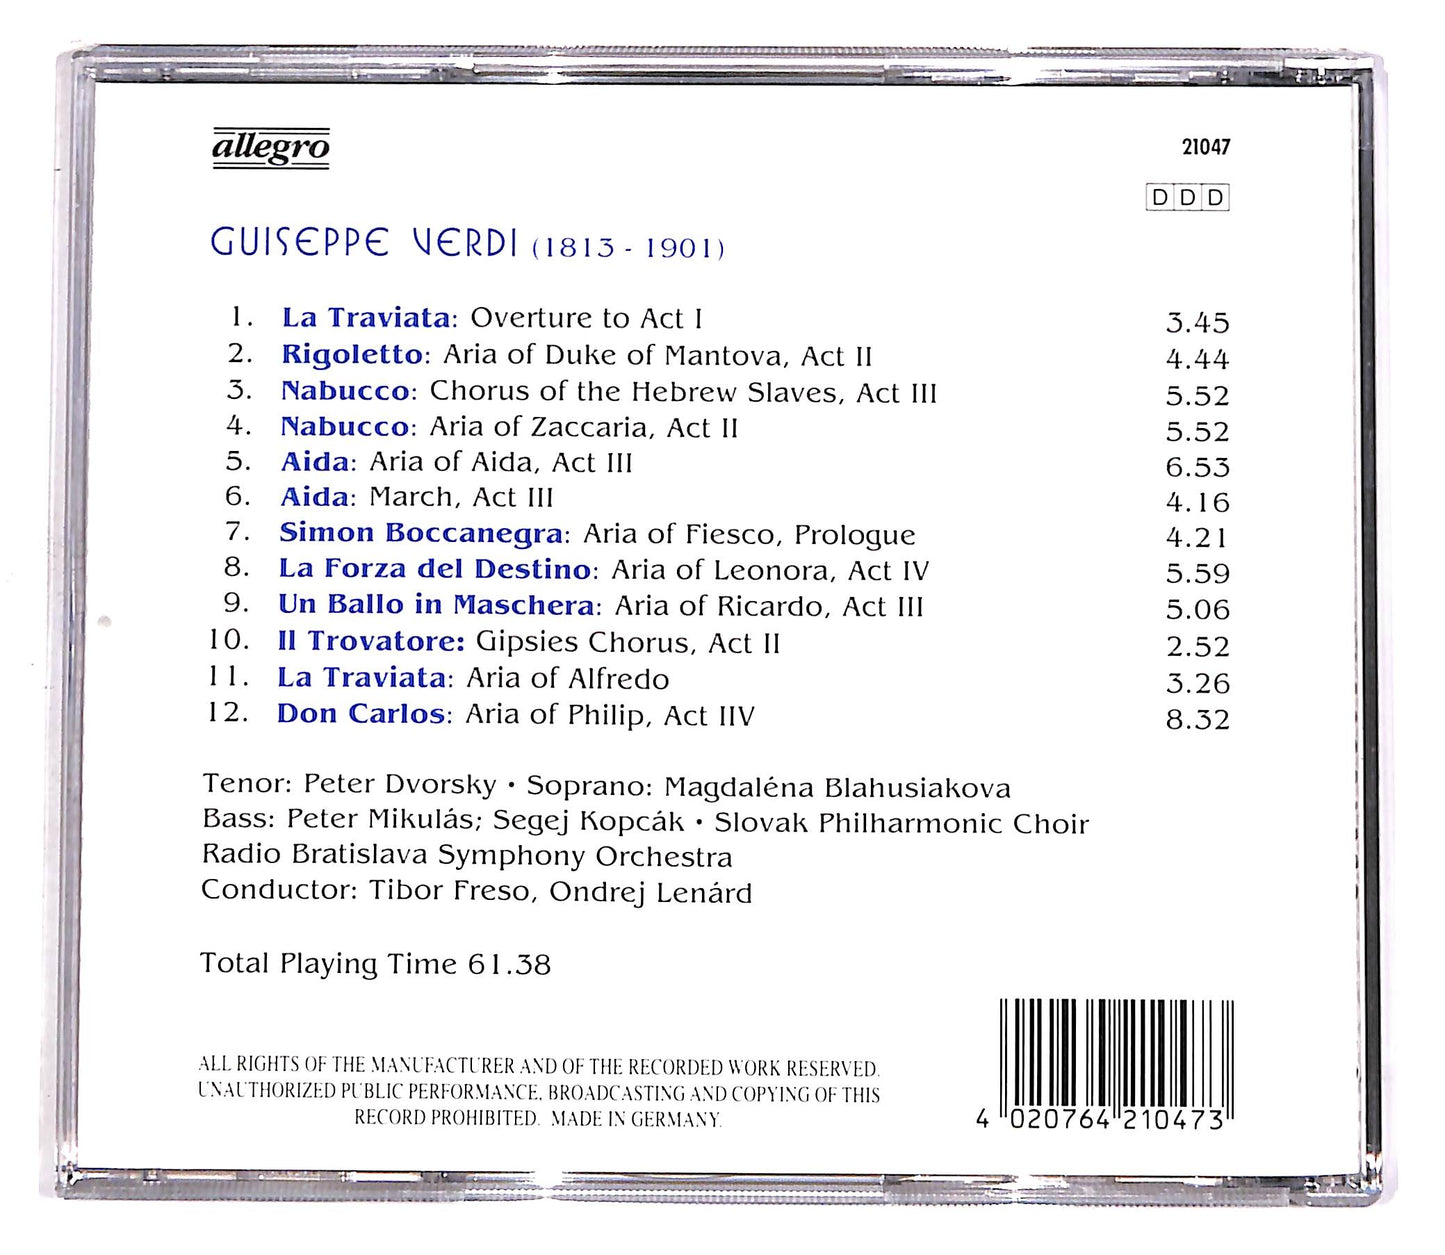 allegro
21047
DDD
GUISEPPE VERDI (1813 - 1901)
1. La Traviata: Overture to Act I 3.45
2. Rigoletto: Aria of Duke of Mantova, Act II 4.44
3. Nabucco: Chorus of the Hebrew Slaves, Act III 5.52
4. Nabucco: Aria of Zaccaria, Act II 5.52
5. Aida: Aria of Aida, Act III 6.53
6. Aida: March, Act III 4.16
7. Simon Boccanegra: Aria of Fiesco, Prologue 4.21
8. La Forza del Destino: Aria of Leonora, Act IV 5.59
9. Un Ballo in Maschera: Aria of Ricardo, Act III 5.06
10. Il Trovatore: Gipsies Chorus, Act II 2.52
11. La Traviata: Aria of Alfredo 3.26
12. Don Carlos: Aria of Philip, Act IIV 8.32
Tenor: Peter Dvorsky • Soprano: Magdaléna Blahusiakova
Bass: Peter Mikulás; Segej Kopcák • Slovak Philharmonic Choir
Radio Bratislava Symphony Orchestra
Conductor: Tibor Freso, Ondrej Lenárd
Total Playing Time 61.38
ALL RIGHTS OF THE MANUFACTURER AND OF THE RECORDED WORK RESERVED.
UNAUTHORIZED PUBLIC PERFORMANCE, BROADCASTING AND COPYING OF THIS
RECORD PROHIBITED. MADE IN GERMANY.
4 020764 210473